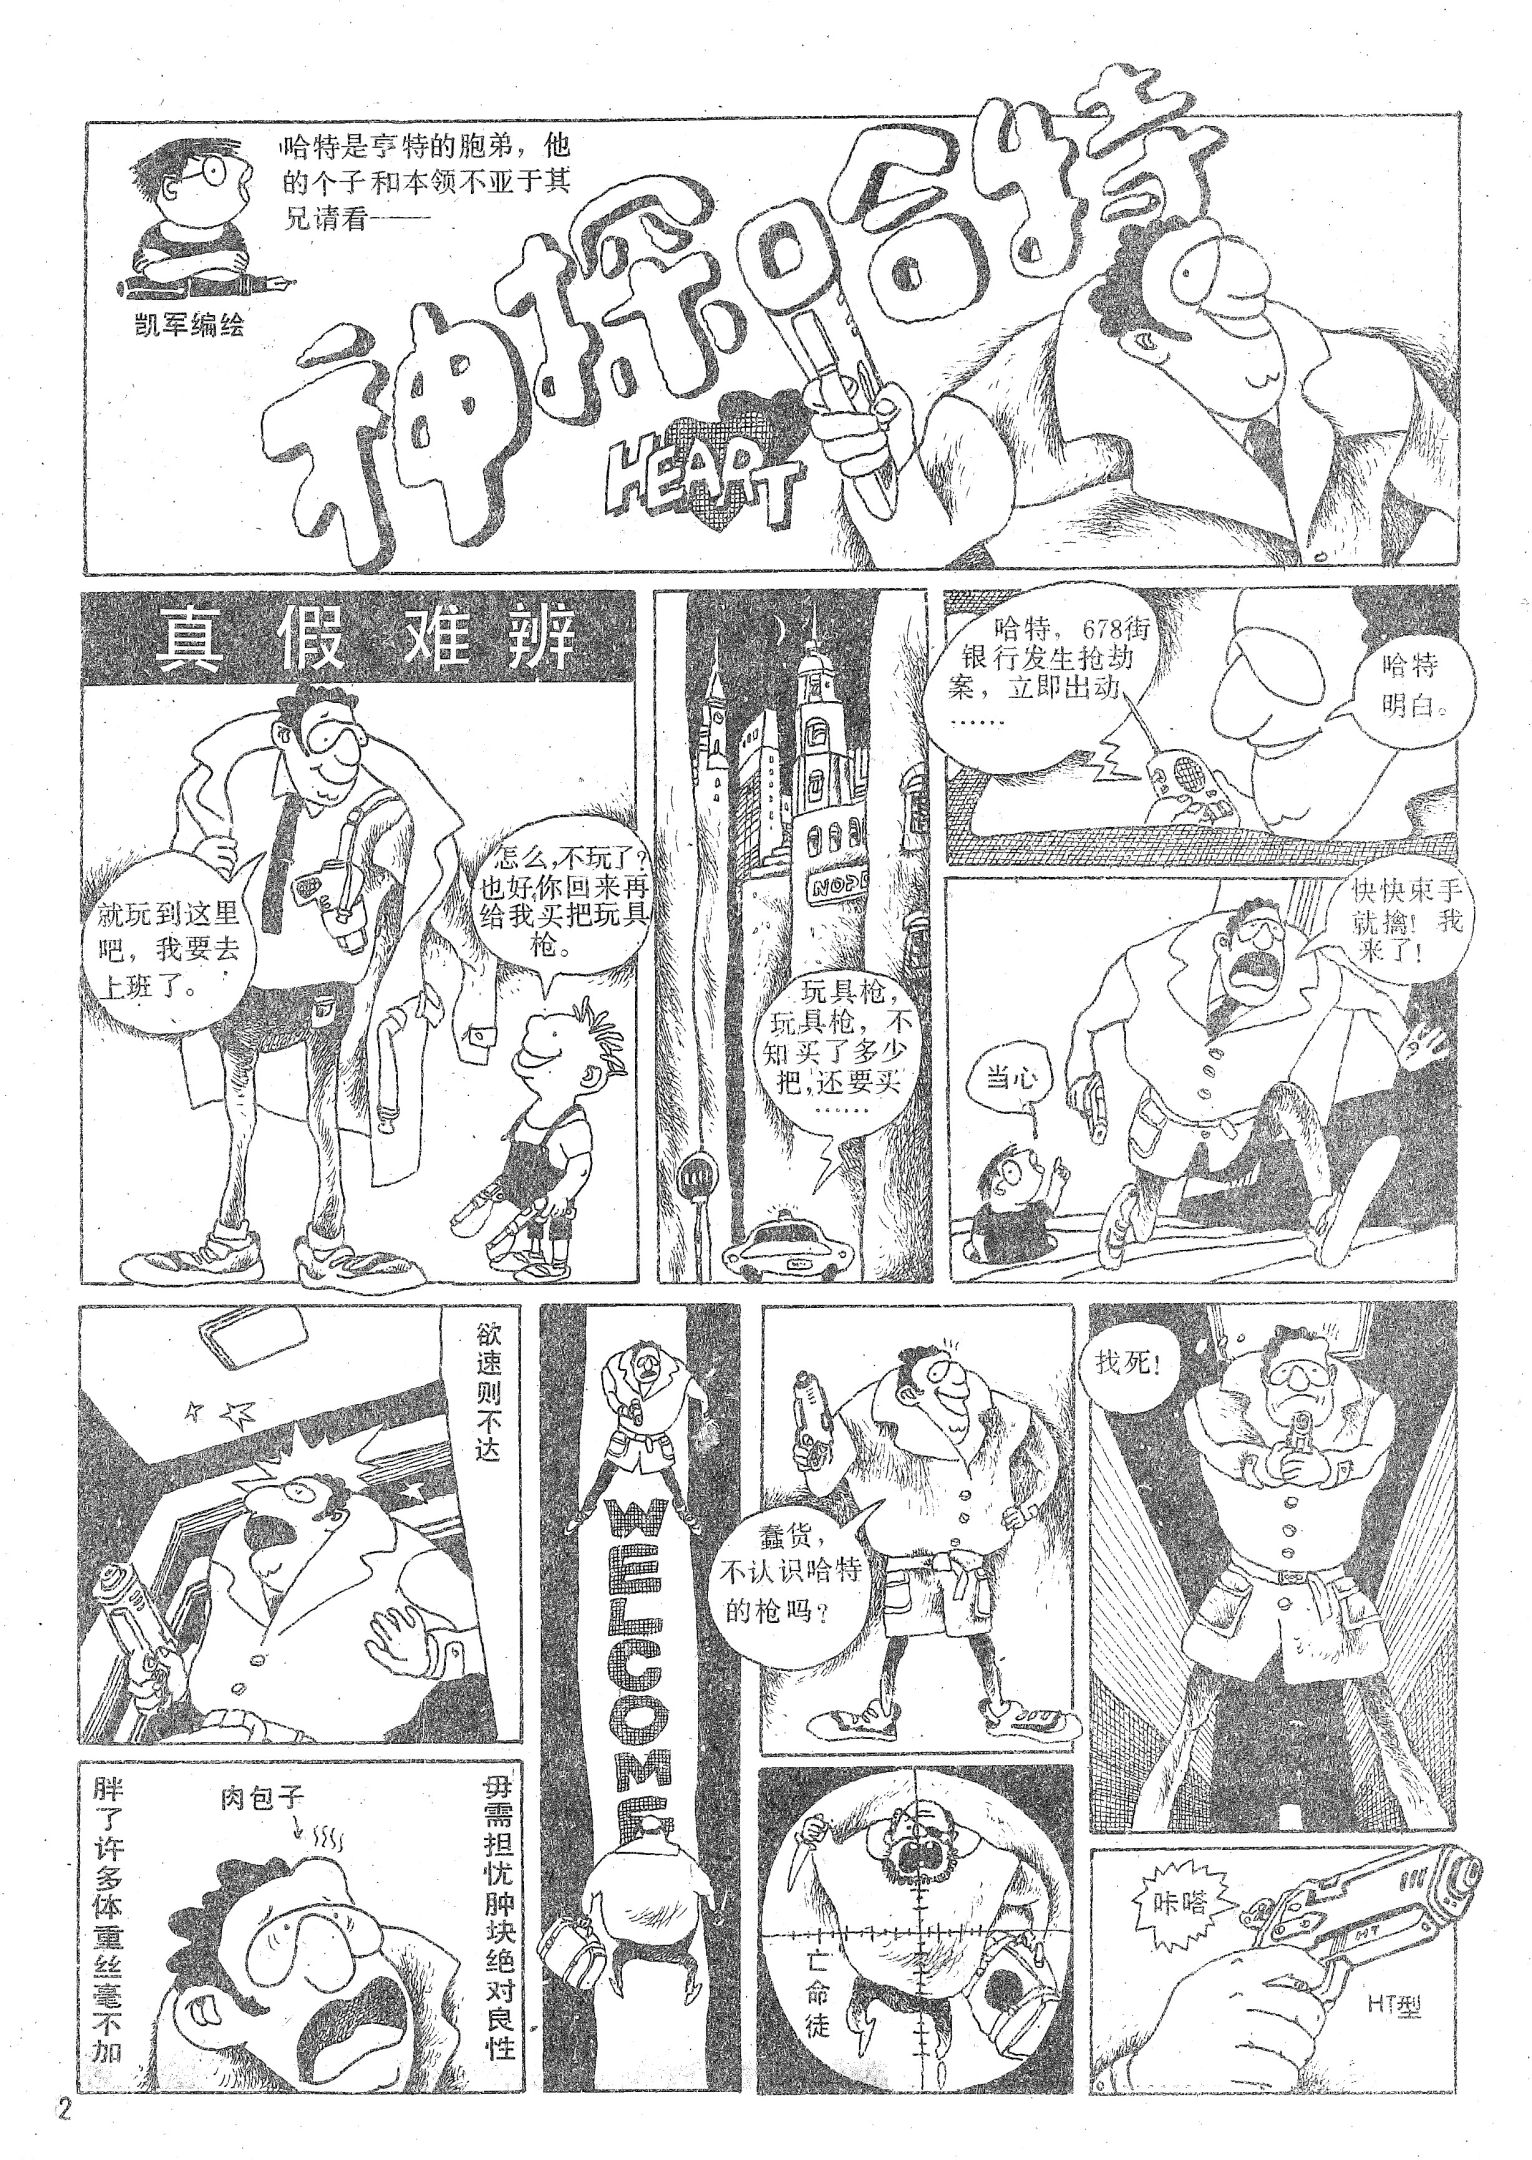 哈特是亨特的胞弟，他
的个子和本领不亚于其
兄请看——
凯军编绘
神探哈特
HEART
真假难辨
就玩到这里
吧，我要去
上班了。
怎么，不玩了？
也好，你回来再
给我买把玩具
枪。
NOPD
玩具枪，
玩具枪，不
知买了多少
把，还要买
……
哈特，678街
银行发生抢劫
案，立即出动
……
哈特
明白。
快快束手
就擒！我
来了！
当心
欲速则不达
肉包子
毋需担忧肿块绝对良性
胖了许多体重丝毫不加
WELCOME
蠢货，
不认识哈特
的枪吗？
亡命徒
找死！
咔嗒
HT
HT型
2